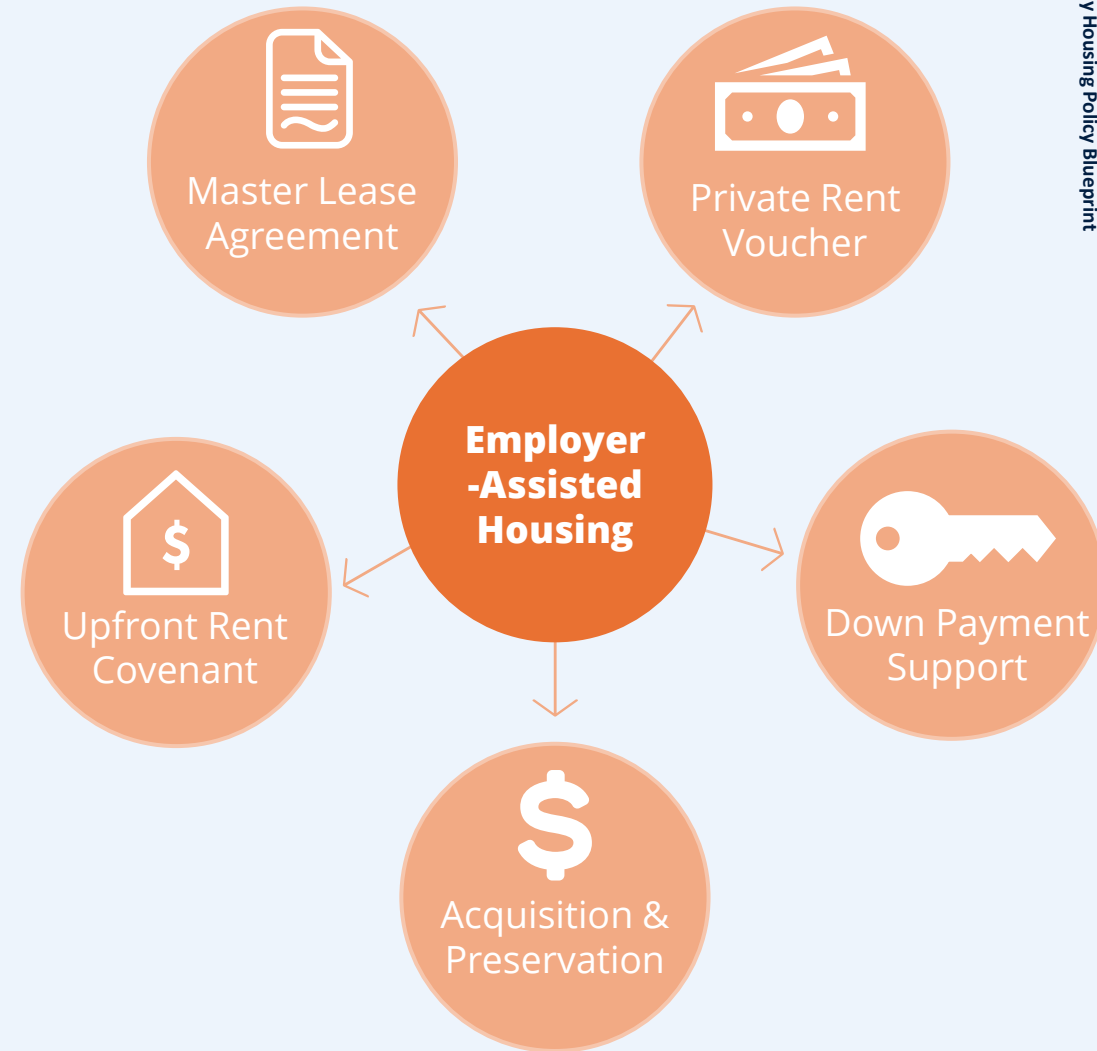 y Housing Policy Blueprint
Master Lease
Agreement
Private Rent
Voucher
Employer
-Assisted
Housing
Upfront Rent
Covenant
$
Down Payment
Support
$
Acquisition &
Preservation